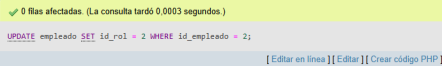 0 filas afectadas. (La consulta tardó 0,0003 segundos.)
UPDATE empleado SET id_rol = 2 WHERE id_empleado = 2;
[ Editar en línea ] [ Editar ] [ Crear código PHP ]